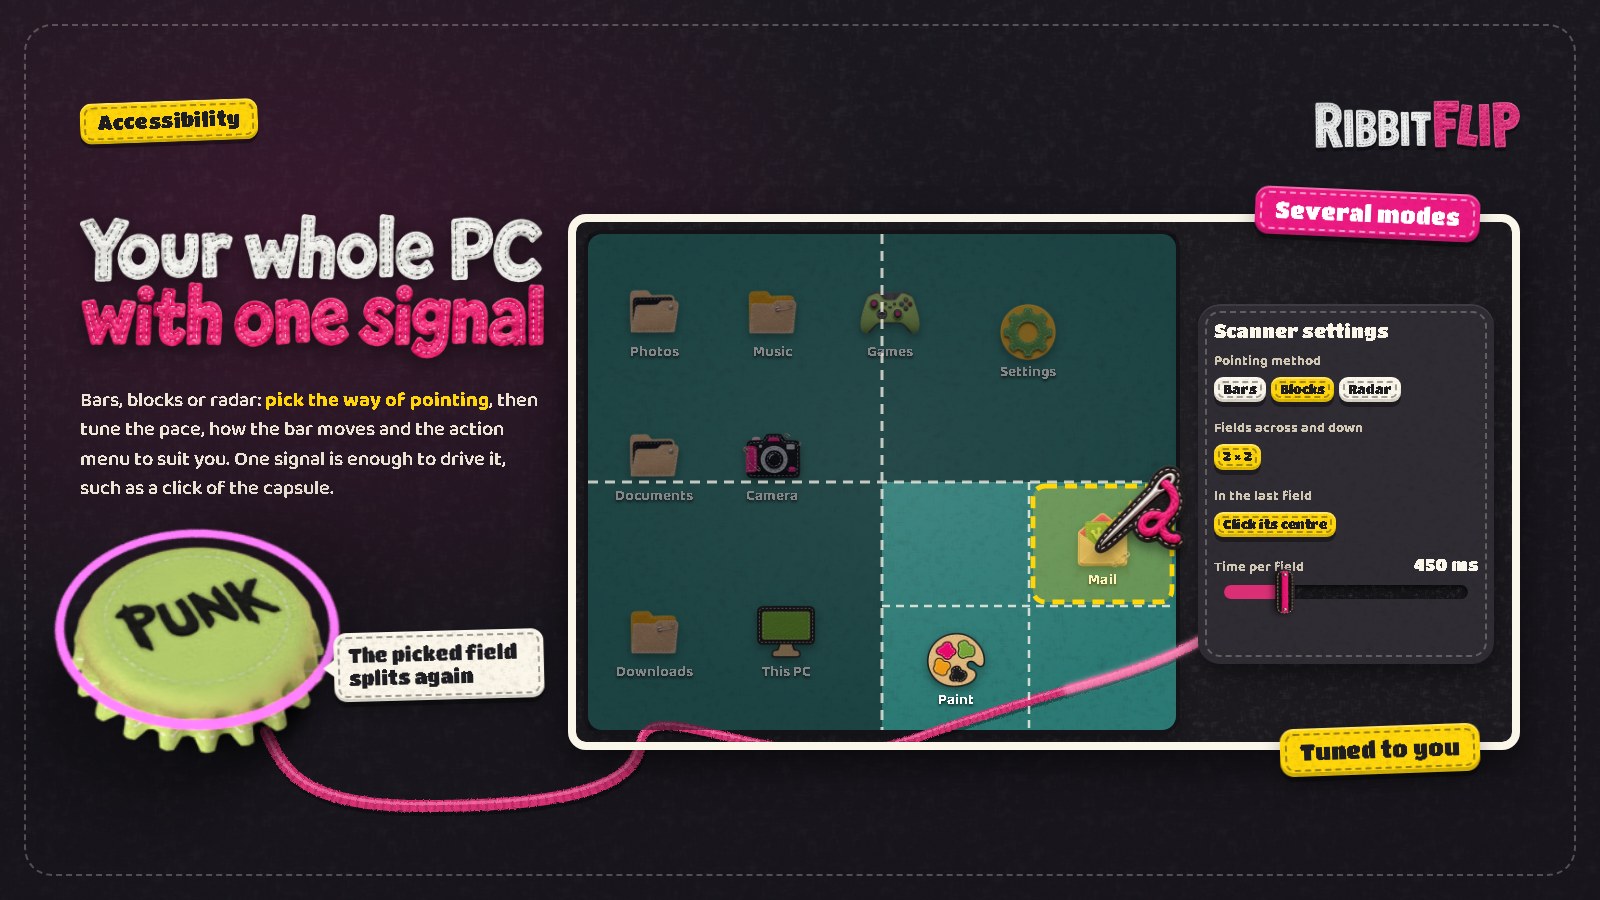 Accessibility
RIBBITFLIP
Your whole PC
with one signal
Bars, blocks or radar: pick the way of pointing, then
tune the pace, how the bar moves and the action
menu to suit you. One signal is enough to drive it,
such as a click of the capsule.
PUNK
The picked field
splits again
Several modes
Photos
Music
Games
Settings
Documents
Camera
Mail
Downloads
This PC
Paint
Scanner settings
Pointing method
Bars Blocks Radar
Fields across and down
2 × 2
In the last field
Click its centre
Time per field 450 ms
Tuned to you